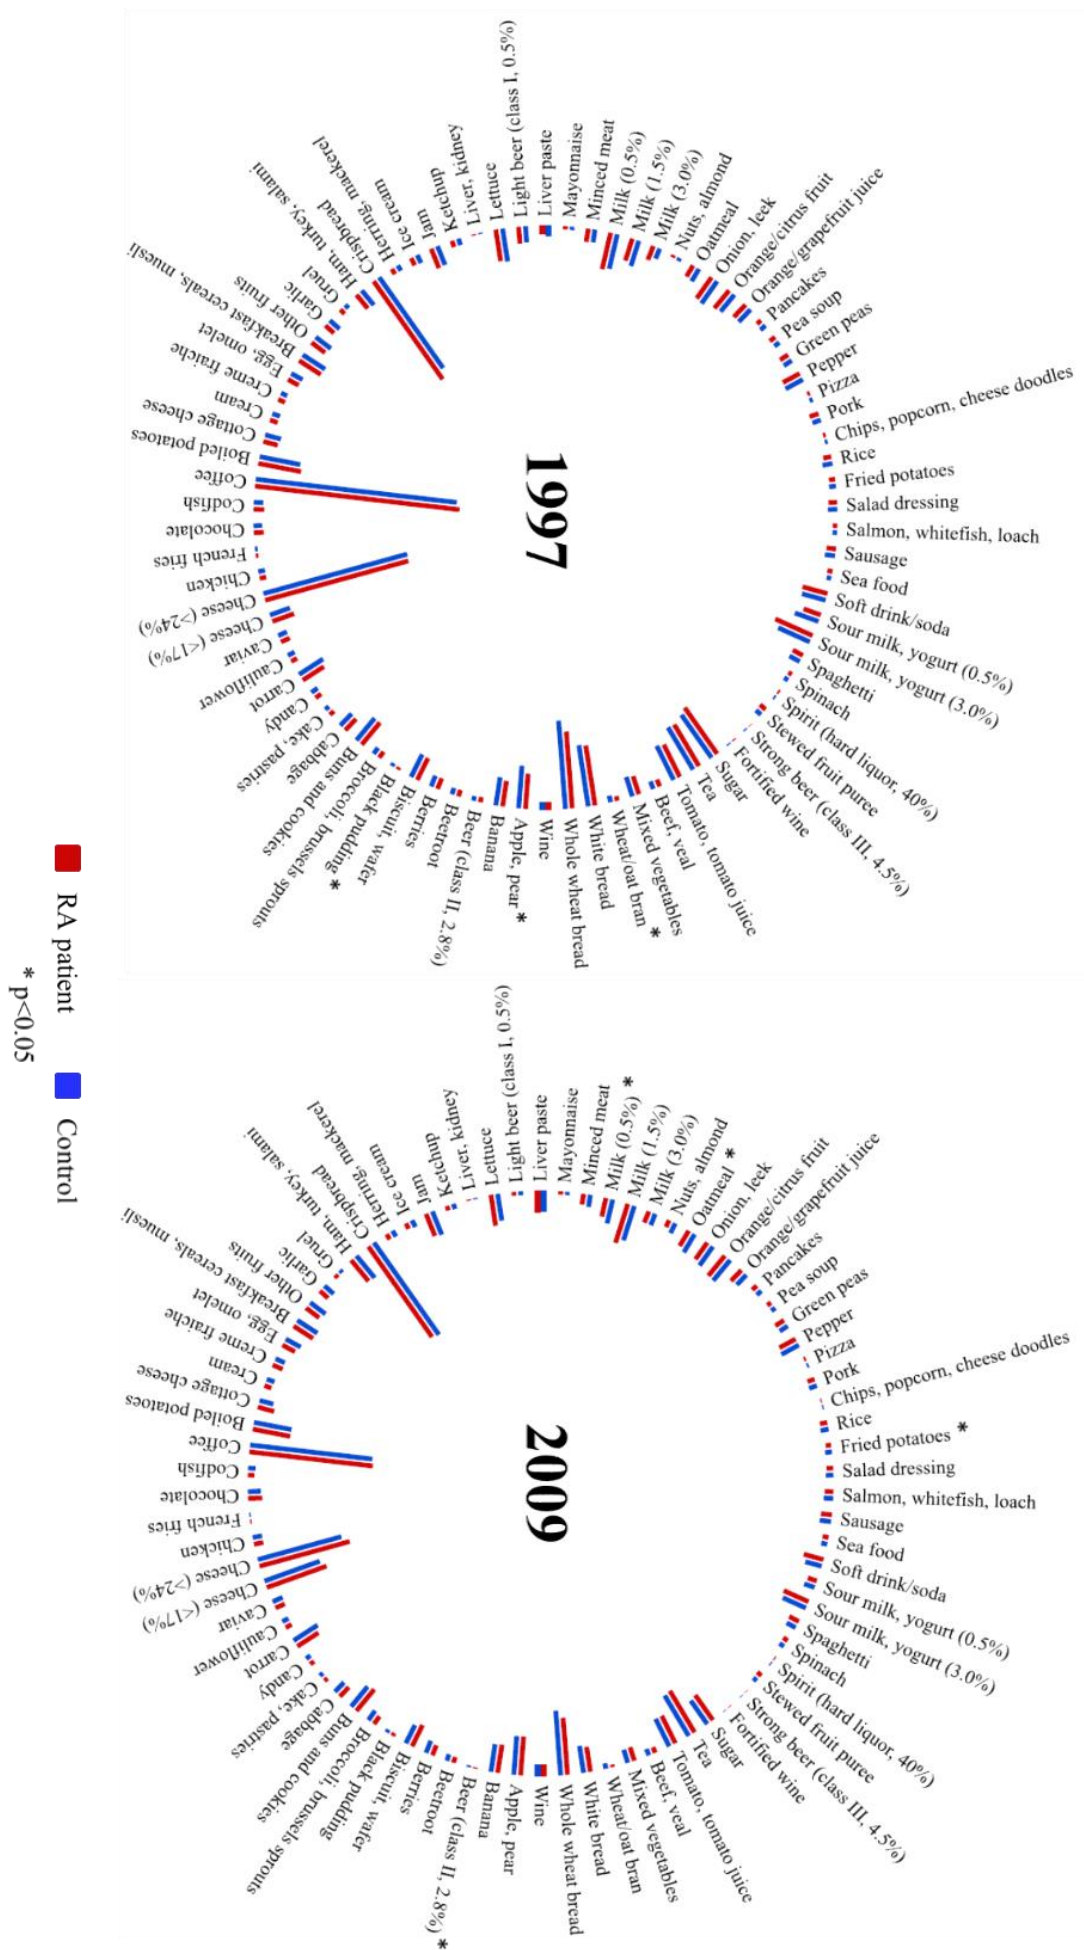 1997
Liver paste
Mayonnaise
Minced meat
Milk (0.5%)
Milk (1.5%)
Milk (3.0%)
Nuts, almond
Oatmeal
Onion, leek
Orange/citrus fruit
Orange/grapefruit juice
Pancakes
Pea soup
Green peas
Pepper
Pizza
Pork
Chips, popcorn, cheese doodles
Rice
Fried potatoes
Salad dressing
Salmon, whitefish, loach
Sausage
Sea food
Soft drink/soda
Sour milk, yogurt (0.5%)
Sour milk, yogurt (3.0%)
Spaghetti
Spinach
Spirit (hard liquor, 40%)
Stewed fruit puree
Strong beer (class III, 4.5%)
Fortified wine
Sugar
Tea
Tomato, tomato juice
Beef, veal
Mixed vegetables
Wheat/oat bran *
White bread
Whole wheat bread
Wine
Apple, pear *
Banana
Beer (class II, 2.8%)
Beetroot
Berries
Biscuit, wafer
Black pudding *
Broccoli, brussels sprouts
Buns and cookies
Cabbage
Cake, pastries
Candy
Carrot
Cauliflower
Caviar
Cheese (<17%)
Cheese (>24%)
Chicken
French fries
Chocolate
Codfish
Coffee
Boiled potatoes
Cottage cheese
Cream
Creme fraiche
Egg, omelet
Breakfast cereals, muesli
Other fruits
Garlic
Gruel
Ham, turkey, salami
Crispbread
Herring, mackerel
Ice cream
Jam
Ketchup
Liver, kidney
Lettuce
Light beer (class I, 0.5%)
2009
Liver paste
Mayonnaise
Minced meat
Milk (0.5%) *
Milk (1.5%)
Milk (3.0%)
Nuts, almond
Oatmeal *
Onion, leek
Orange/citrus fruit
Orange/grapefruit juice
Pancakes
Pea soup
Green peas
Pepper
Pizza
Pork
Chips, popcorn, cheese doodles
Rice
Fried potatoes *
Salad dressing
Salmon, whitefish, loach
Sausage
Sea food
Soft drink/soda
Sour milk, yogurt (0.5%)
Sour milk, yogurt (3.0%)
Spaghetti
Spinach
Spirit (hard liquor, 40%)
Stewed fruit puree
Strong beer (class III, 4.5%)
Fortified wine
Sugar
Tea
Tomato, tomato juice
Beef, veal
Mixed vegetables
Wheat/oat bran
White bread
Whole wheat bread
Wine
Apple, pear
Banana
Beer (class II, 2.8%) *
Beetroot
Berries
Biscuit, wafer
Black pudding
Broccoli, brussels sprouts
Buns and cookies
Cabbage
Cake, pastries
Candy
Carrot
Cauliflower
Caviar
Cheese (<17%)
Cheese (>24%)
Chicken
French fries
Chocolate
Codfish
Coffee
Boiled potatoes
Cottage cheese
Cream
Creme fraiche
Egg, omelet
Breakfast cereals, muesli
Other fruits
Garlic
Gruel
Ham, turkey, salami
Crispbread
Herring, mackerel
Ice cream
Jam
Ketchup
Liver, kidney
Lettuce
Light beer (class I, 0.5%)
RA patient
Control
* p<0.05